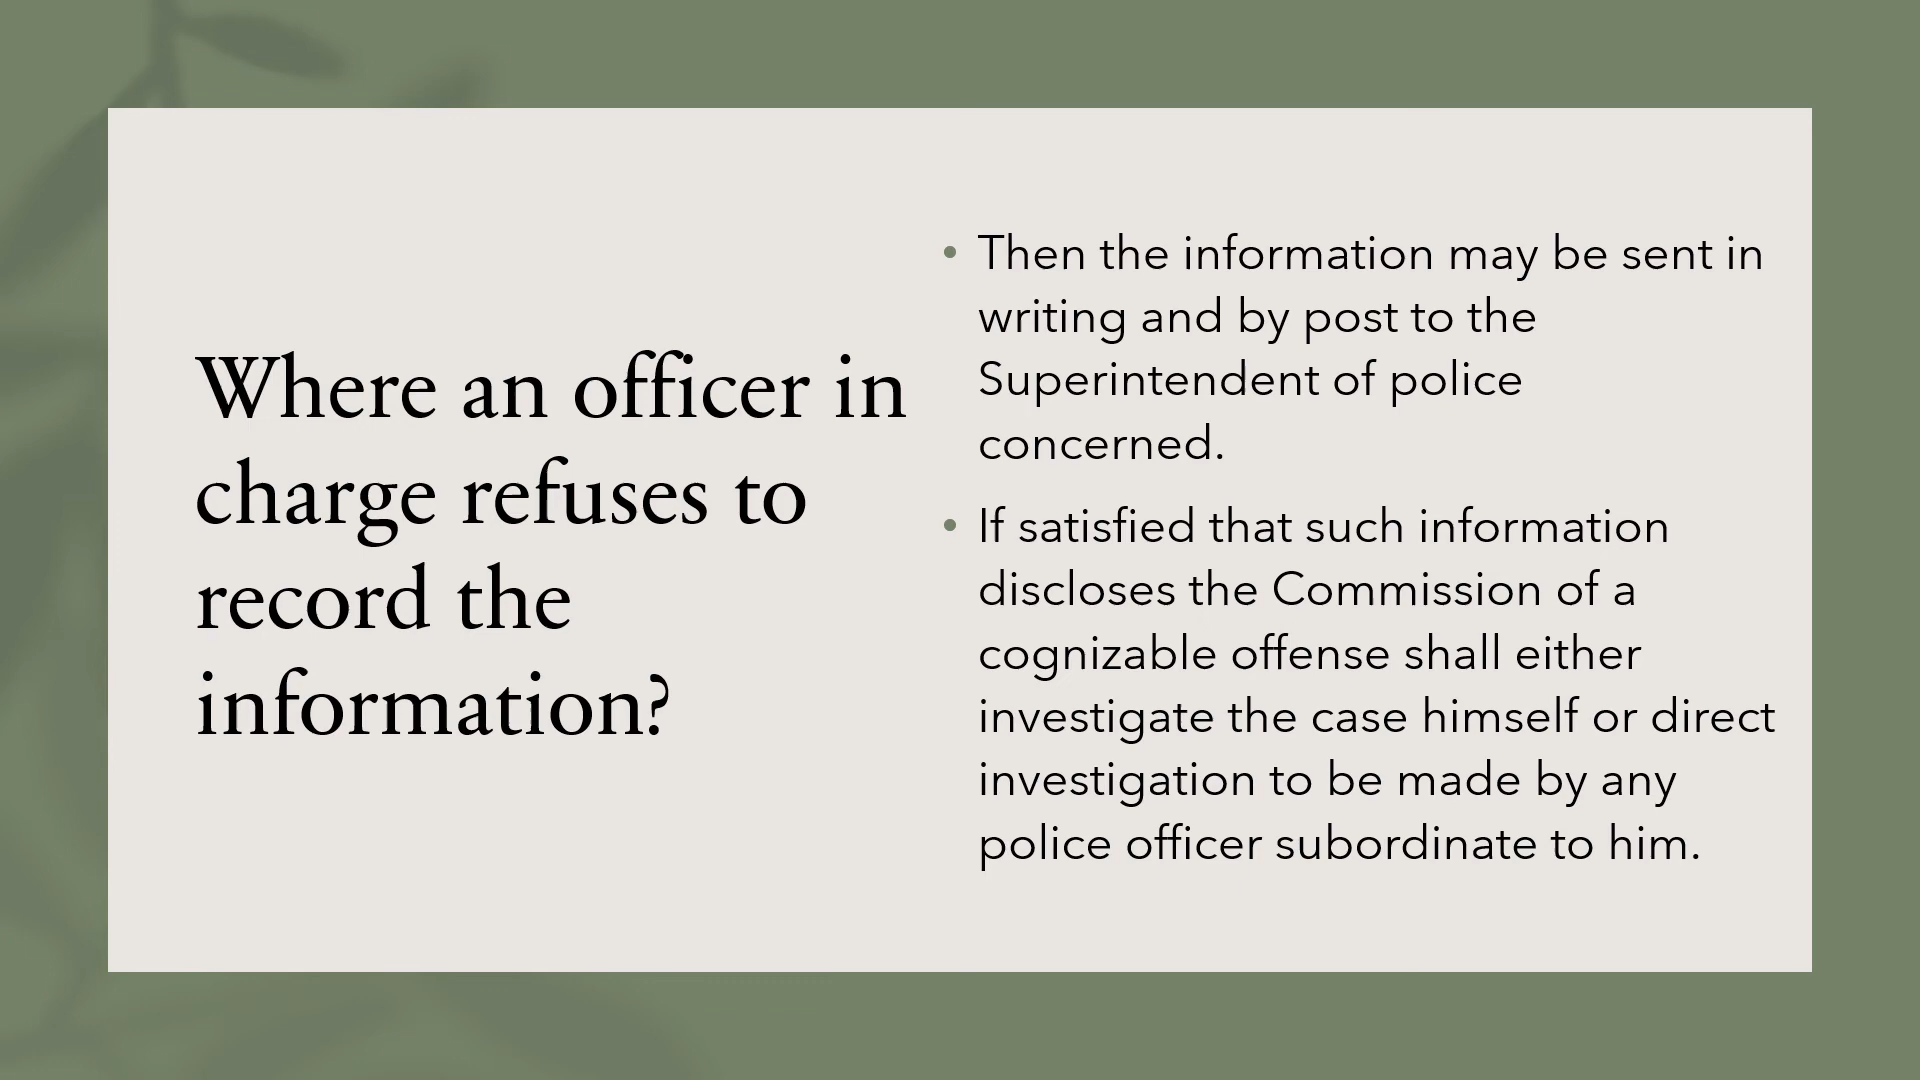 Where an officer in
charge refuses to
record the
information?
• Then the information may be sent in
writing and by post to the
Superintendent of police
concerned.
• If satisfied that such information
discloses the Commission of a
cognizable offense shall either
investigate the case himself or direct
investigation to be made by any
police officer subordinate to him.